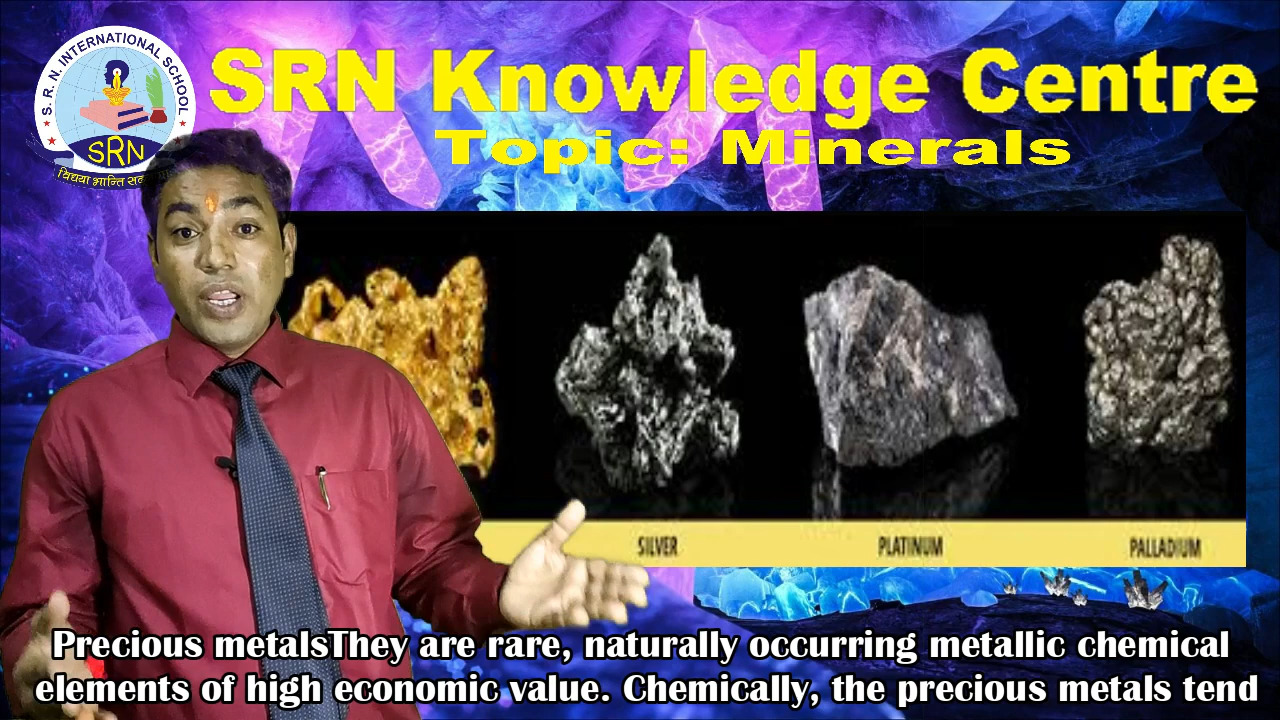 S. R. N. INTERNATIONAL SCHOOL
SRN
विद्यया भान्ति
SRN Knowledge Centre
Topic: Minerals
SILVER
PLATINUM
PALLADIUM
Precious metalsThey are rare, naturally occurring metallic chemical
elements of high economic value. Chemically, the precious metals tend